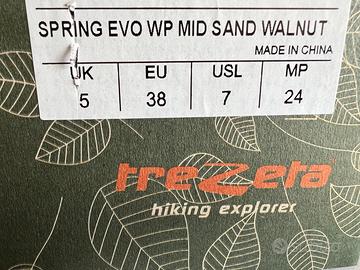 SPRING EVO WP MID SAND WALNUT
MADE IN CHINA
UK EU USL MP
5 38 7 24
treZeta
hiking explorer